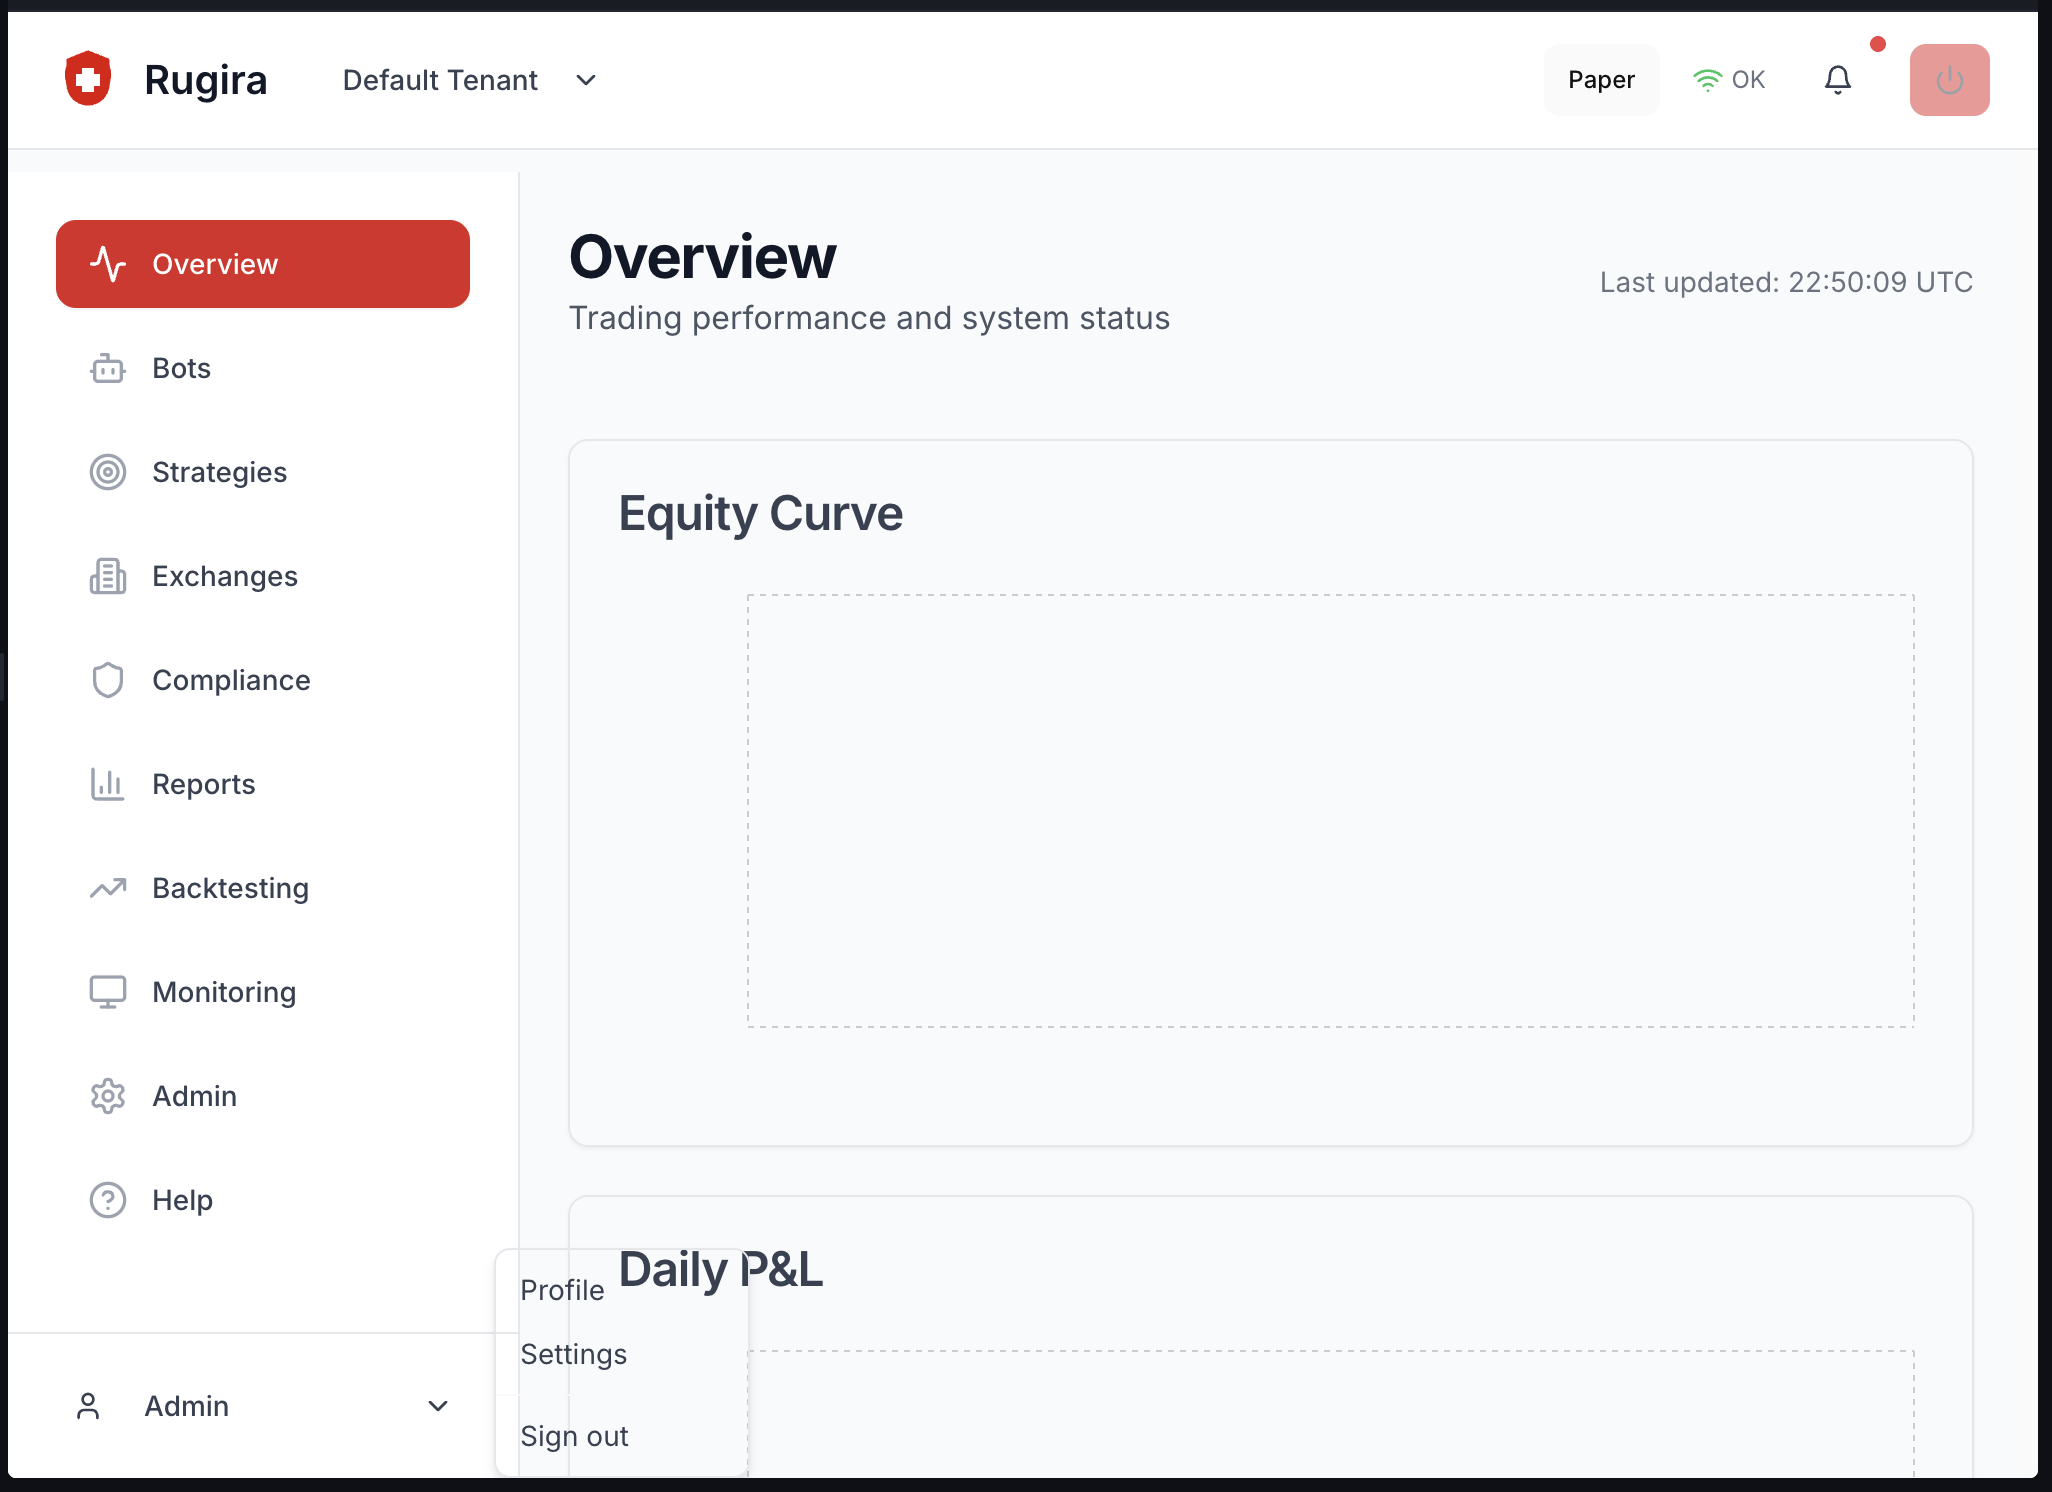 Rugira
Default Tenant
Paper
OK
Overview
Bots
Strategies
Exchanges
Compliance
Reports
Backtesting
Monitoring
Admin
Help
Admin
Overview
Trading performance and system status
Last updated: 22:50:09 UTC
Equity Curve
Daily P&L
Profile
Settings
Sign out